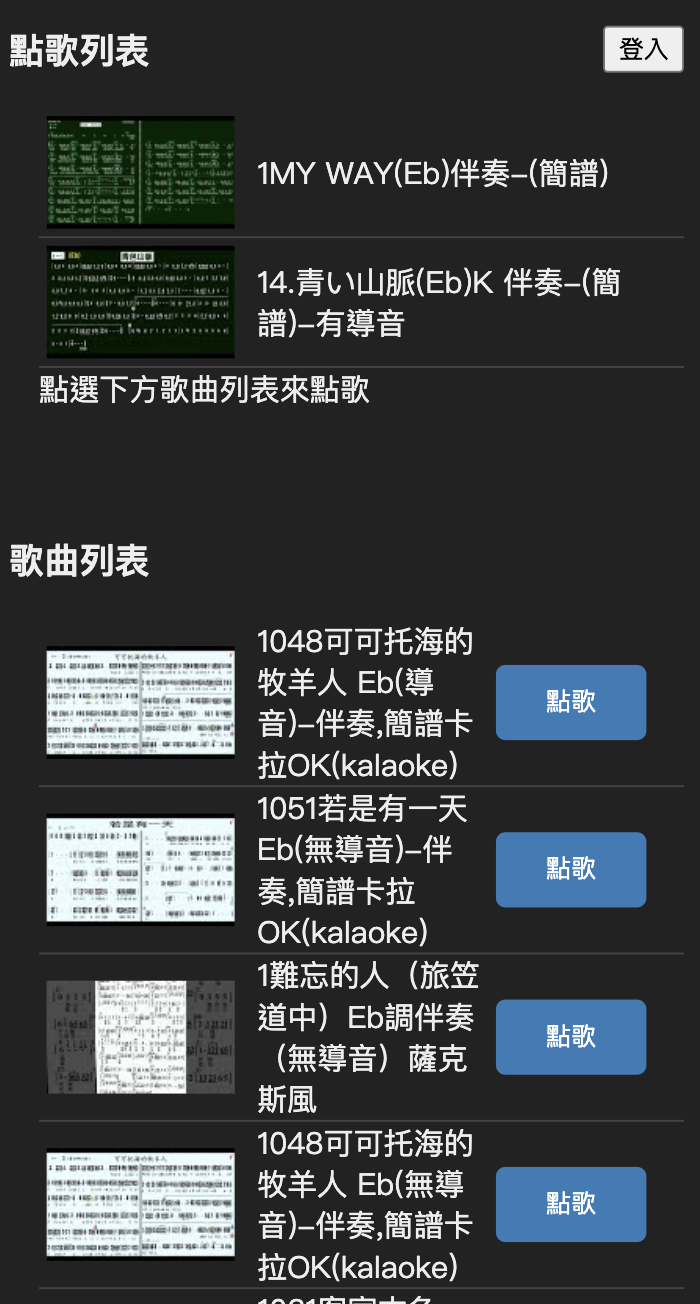 點歌列表
登入
1MY WAY(Eb)伴奏–(簡譜)
14.青い山脈(Eb)K 伴奏–(簡
譜)–有導音
點選下方歌曲列表來點歌
歌曲列表
1048可可托海的
牧羊人 Eb(導
音)–伴奏,簡譜卡
拉OK(kalaoke)
點歌
1051若是有一天
Eb(無導音)–伴
奏,簡譜卡拉
OK(kalaoke)
點歌
1難忘的人（旅笠
道中）Eb調伴奏
（無導音）薩克
斯風
點歌
1048可可托海的
牧羊人 Eb(無導
音)–伴奏,簡譜卡
拉OK(kalaoke)
點歌